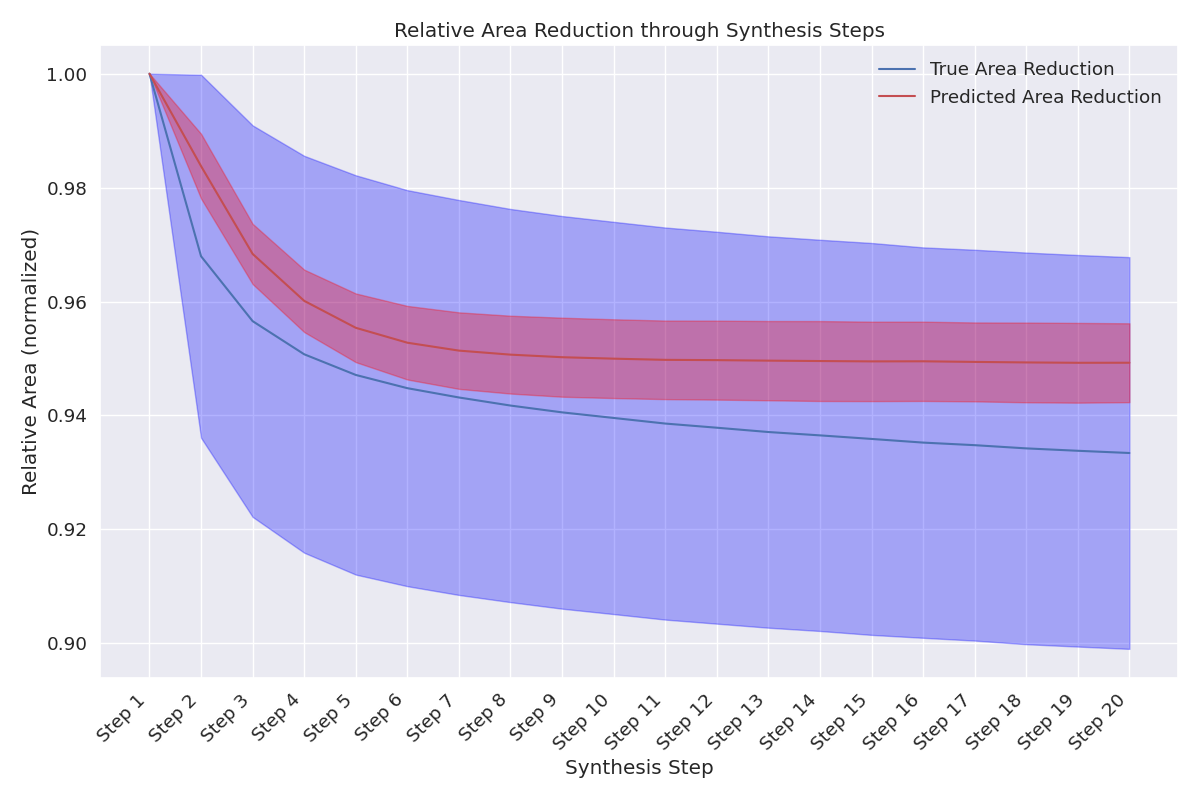 Relative Area Reduction through Synthesis Steps
True Area Reduction
Predicted Area Reduction
Relative Area (normalized)
1.00
0.98
0.96
0.94
0.92
0.90
Step 1
Step 2
Step 3
Step 4
Step 5
Step 6
Step 7
Step 8
Step 9
Step 10
Step 11
Step 12
Step 13
Step 14
Step 15
Step 16
Step 17
Step 18
Step 19
Step 20
Synthesis Step